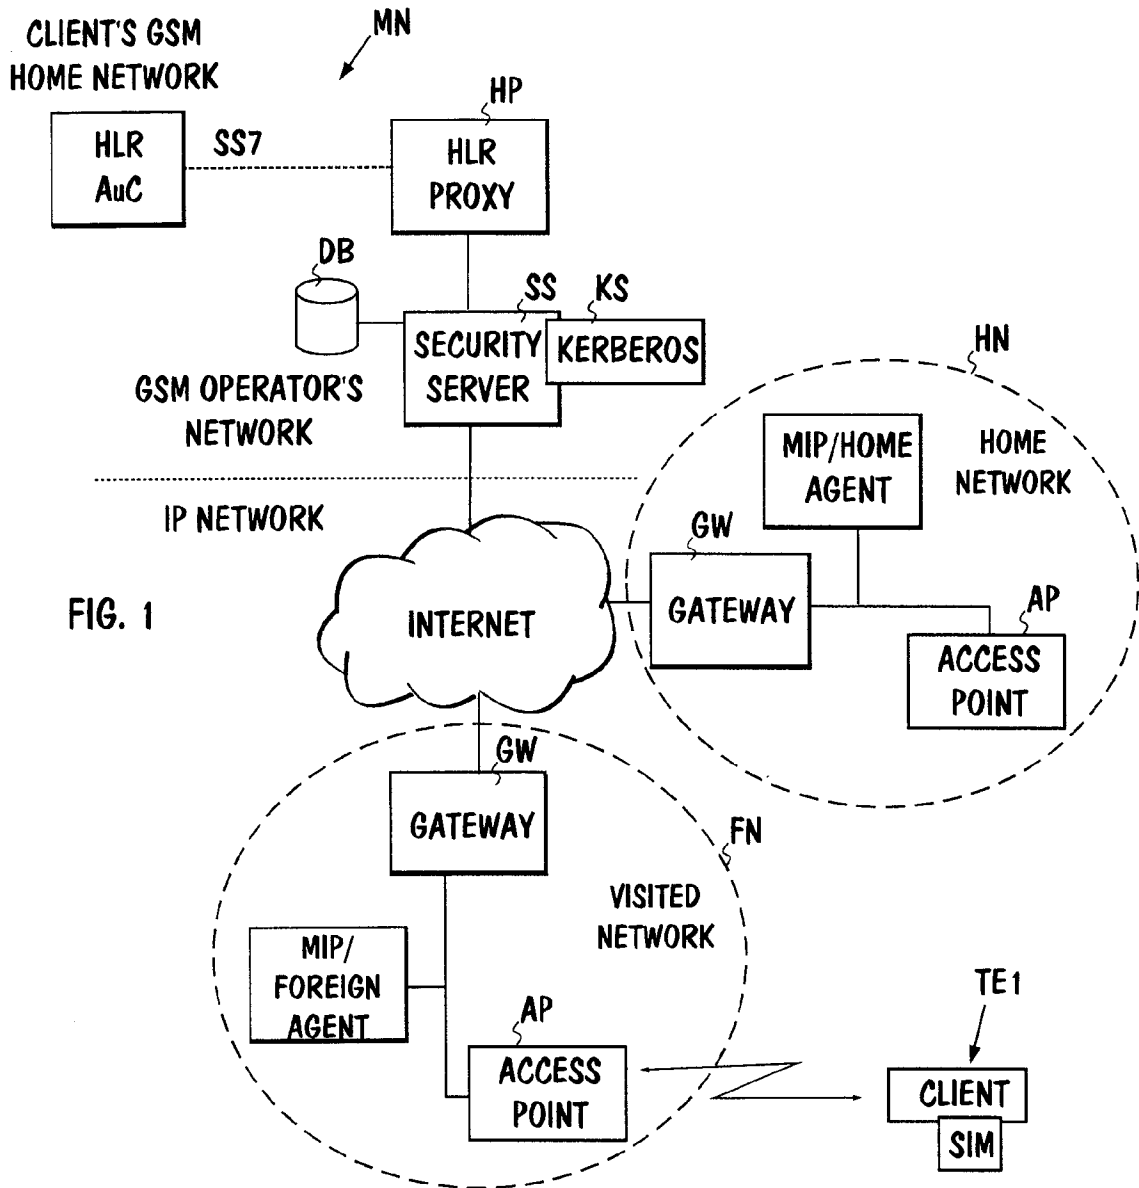 CLIENT'S GSM
HOME NETWORK
MN
HLR
AuC
SS7
HP
HLR
PROXY
DB
SS
KS
SECURITY
SERVER
KERBEROS
GSM OPERATOR'S
NETWORK
IP NETWORK
HN
MIP/HOME
AGENT
HOME
NETWORK
GW
GATEWAY
AP
ACCESS
POINT
FIG. 1
INTERNET
GW
GATEWAY
FN
VISITED
NETWORK
MIP/
FOREIGN
AGENT
AP
ACCESS
POINT
TE1
CLIENT
SIM